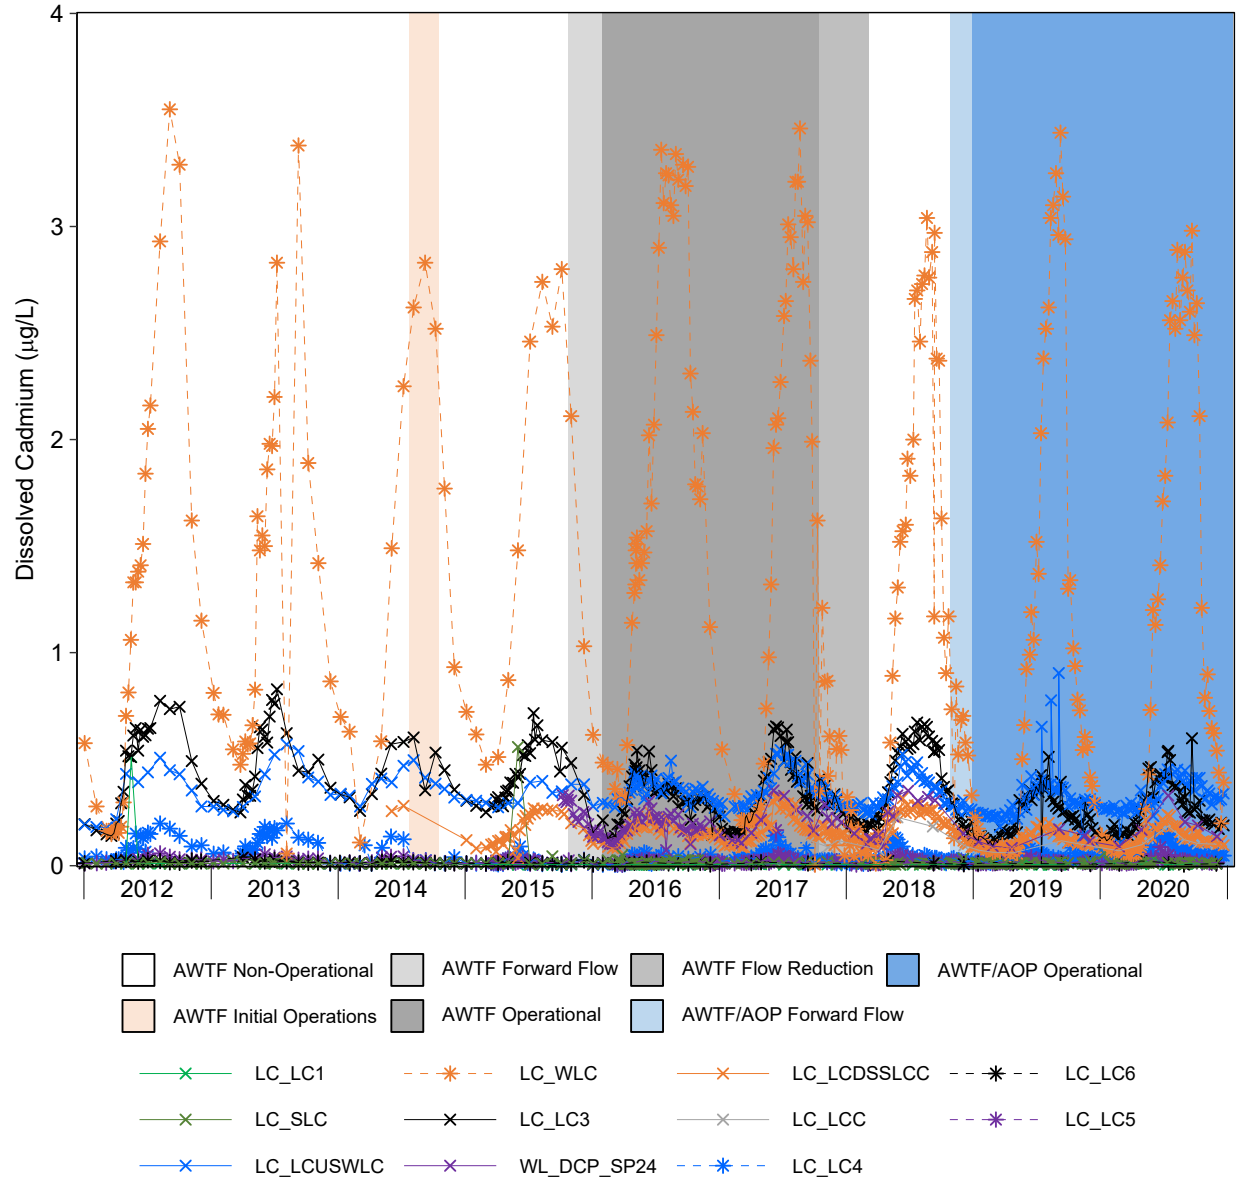 4
3
2
1
0
Dissolved Cadmium (µg/L)
2012 2013 2014 2015 2016 2017 2018 2019 2020
AWTF Non-Operational AWTF Forward Flow AWTF Flow Reduction AWTF/AOP Operational
AWTF Initial Operations AWTF Operational AWTF/AOP Forward Flow
LC_LC1 LC_WLC LC_LCDSSLCC LC_LC6
LC_SLC LC_LC3 LC_LCC LC_LC5
LC_LCUSWLC WL_DCP_SP24 LC_LC4